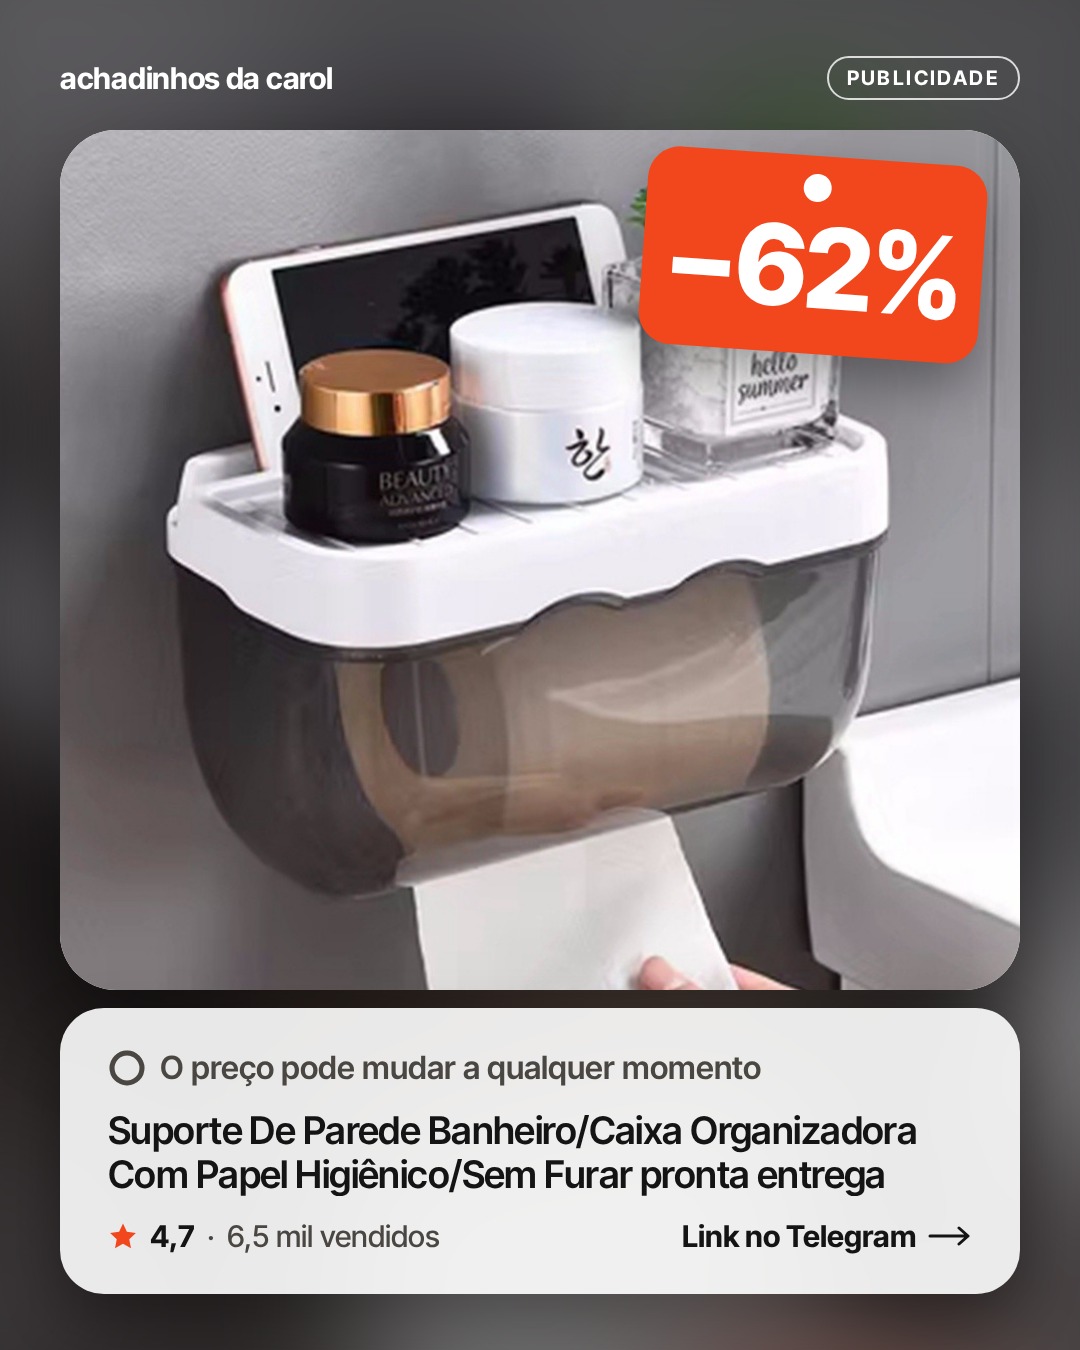 achadinhos da carol
PUBLICIDADE
−62%
hello
summer
BEAUTY
ADVANCED
한
O preço pode mudar a qualquer momento
Suporte De Parede Banheiro/Caixa Organizadora
Com Papel Higiênico/Sem Furar pronta entrega
4,7 · 6,5 mil vendidos
Link no Telegram →